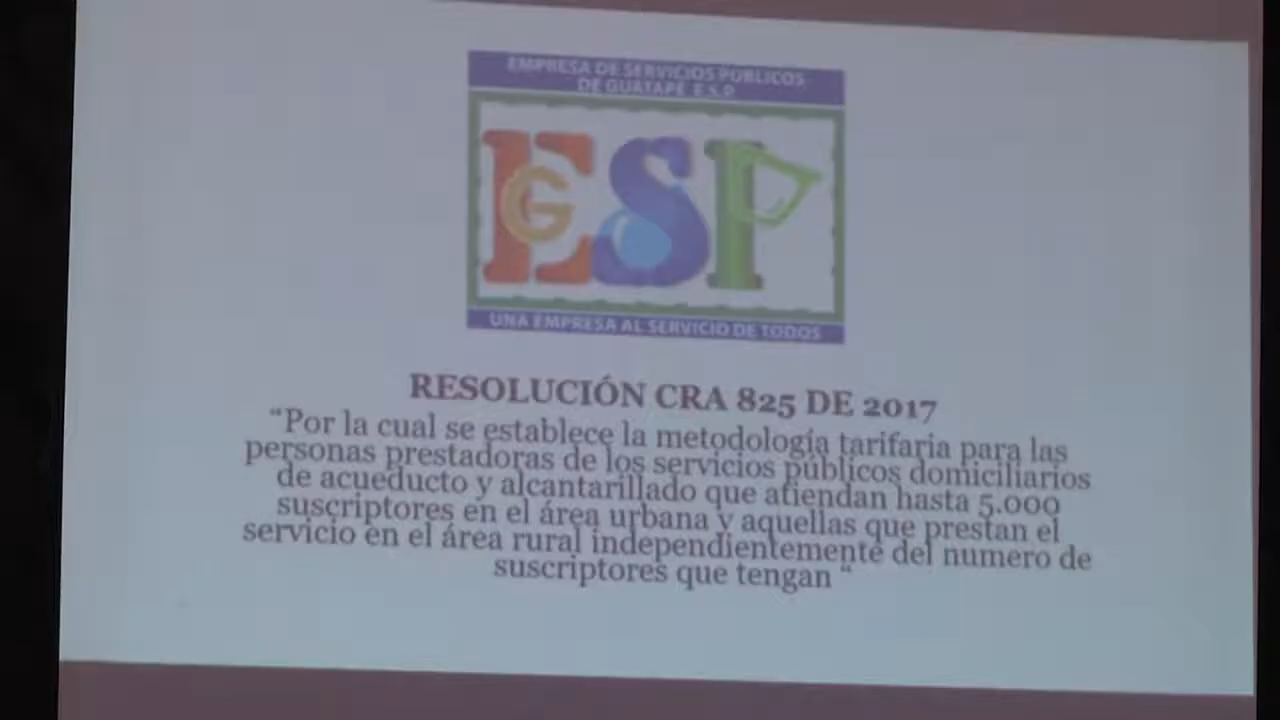 EMPRESA DE SERVICIOS PÚBLICOS
DE GUATAPÉ E.S.P.
EGSP
UNA EMPRESA AL SERVICIO DE TODOS
RESOLUCIÓN CRA 825 DE 2017
“Por la cual se establece la metodología tarifaria para las
personas prestadoras de los servicios públicos domiciliarios
de acueducto y alcantarillado que atiendan hasta 5.000
suscriptores en el área urbana y aquellas que prestan el
servicio en el área rural independientemente del numero de
suscriptores que tengan “